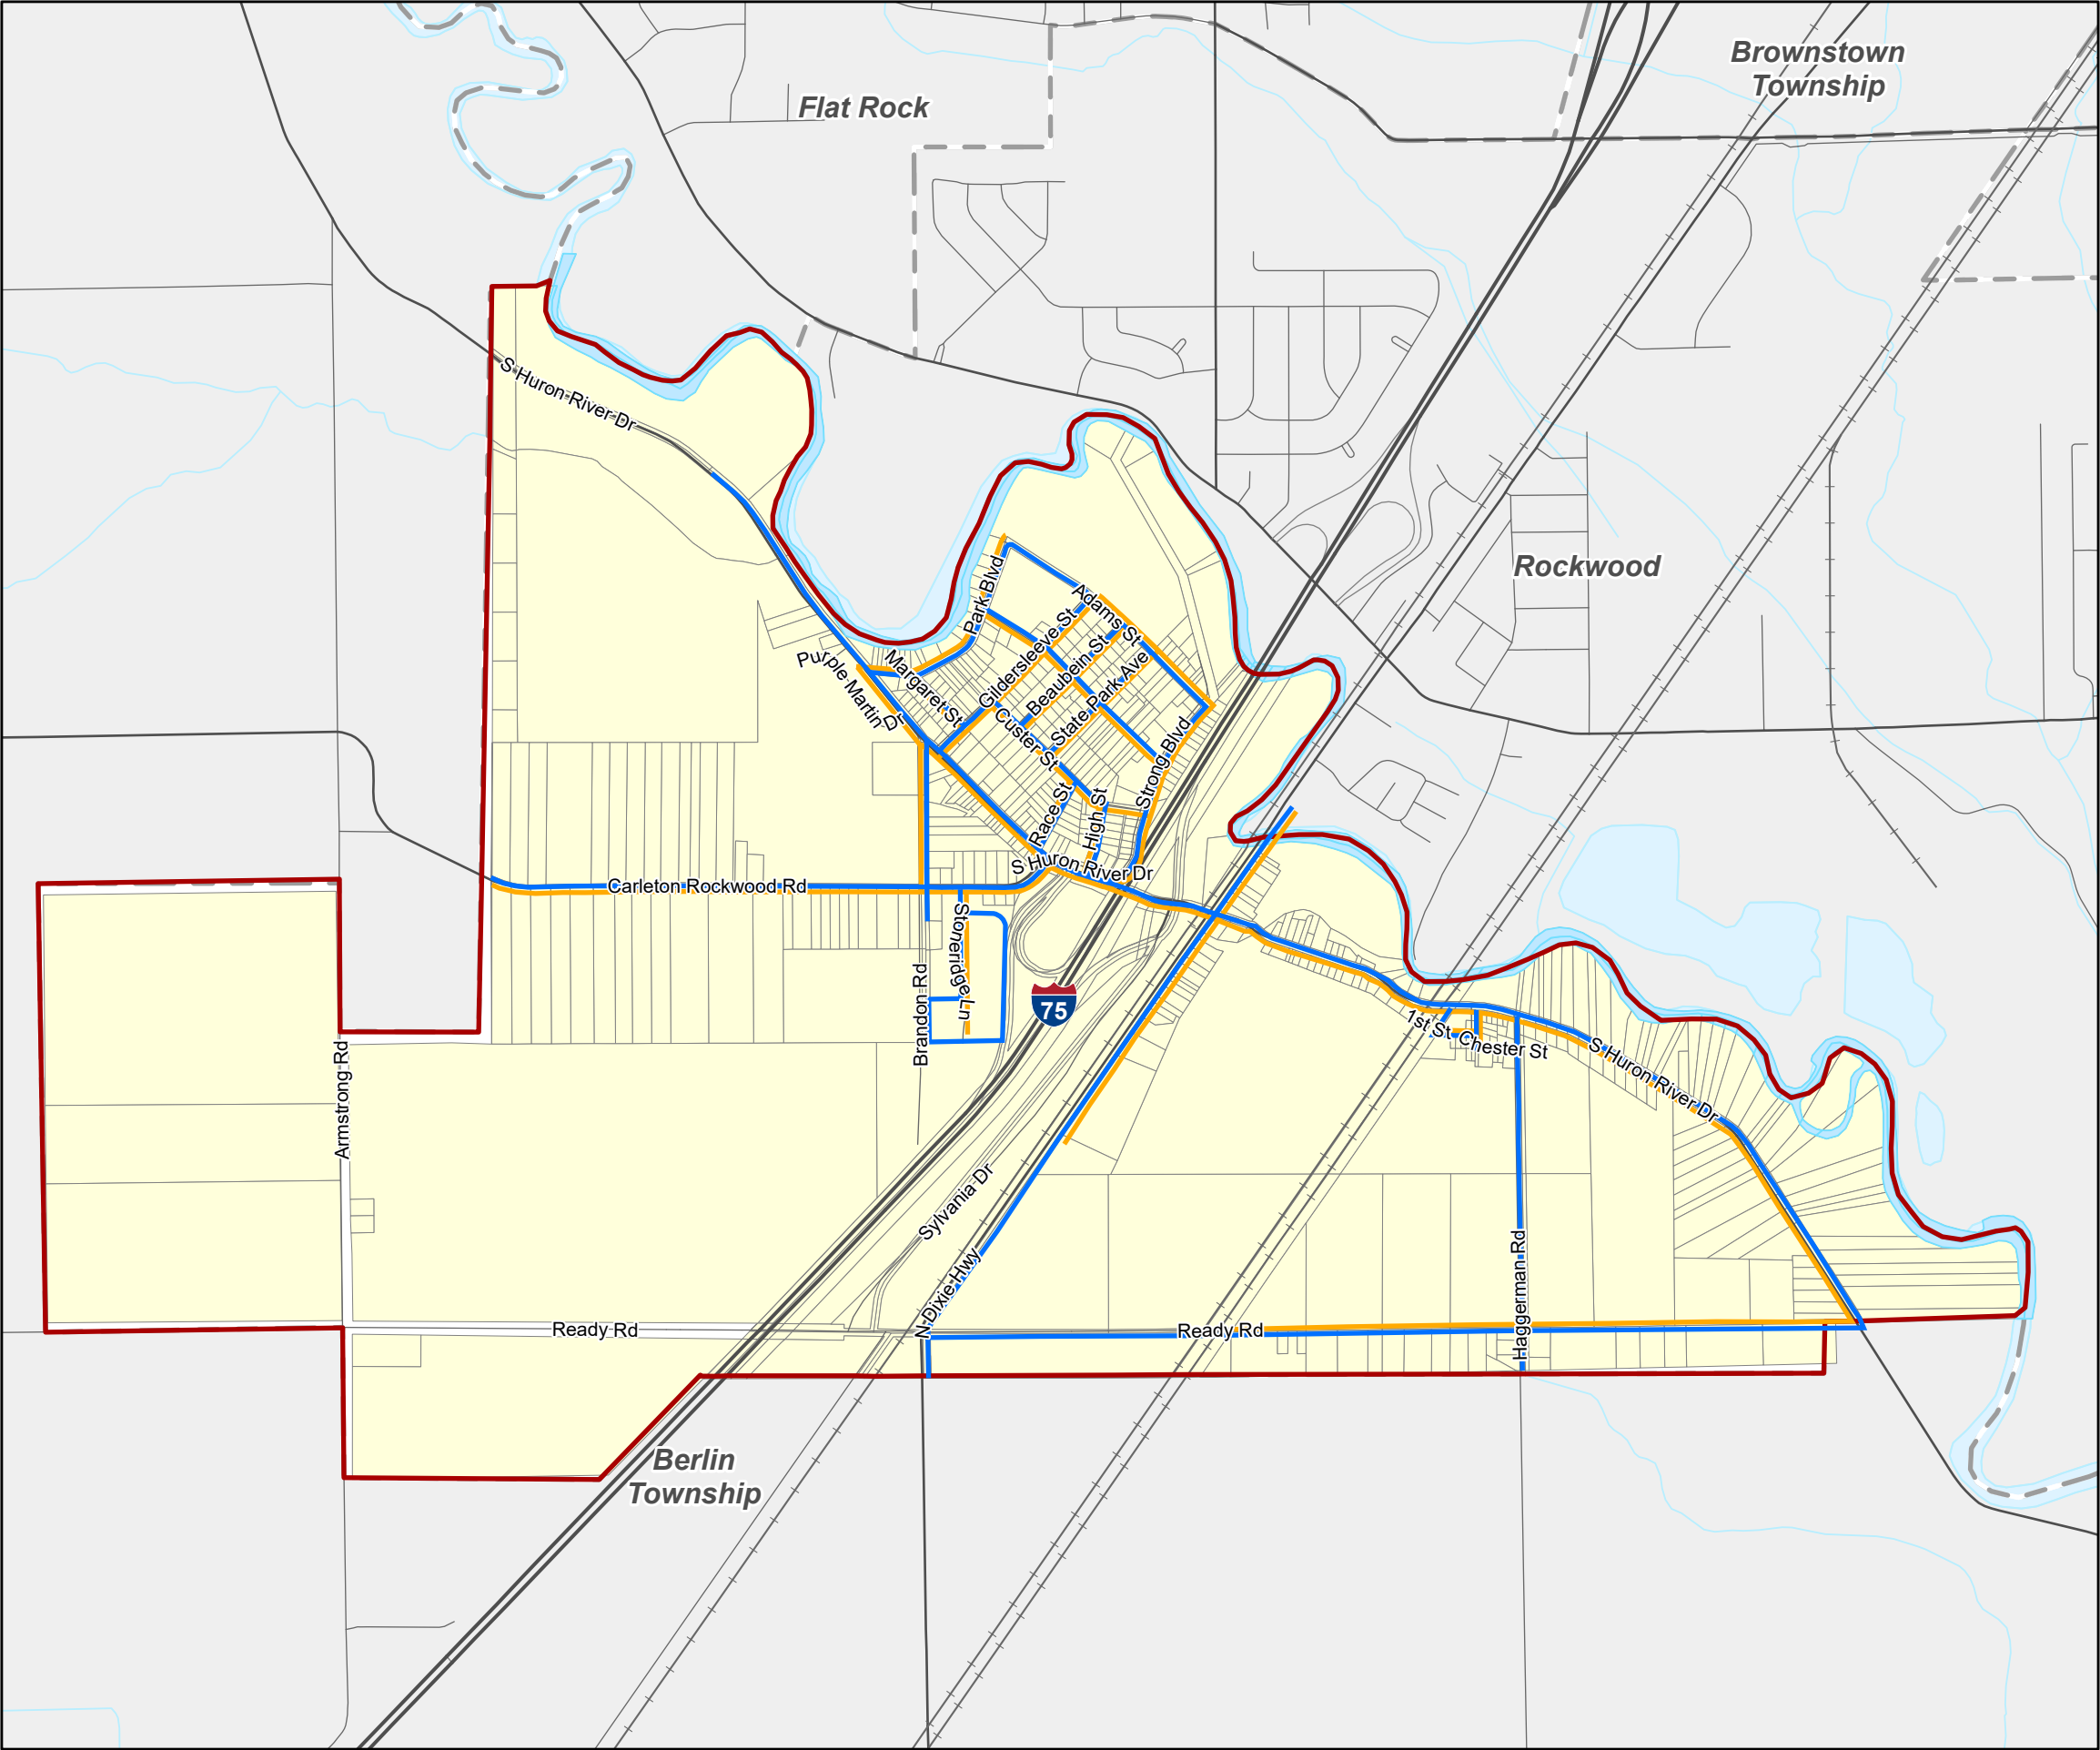 Brownstown
Township
Flat Rock
S Huron River Dr
Rockwood
Park Blvd
Adams St
Gildersleeve St
Beaubein St
State Park Ave
Margaret St
Custer St
Purple Martin Dr
Strong Blvd
Race St
High St
S Huron River Dr
Carleton Rockwood Rd
Stoneridge Ln
Brandon Rd
75
1st St
Chester St
S Huron River Dr
Armstrong Rd
Sylvania Dr
N Dixie Hwy
Haggerman Rd
Ready Rd
Ready Rd
Berlin
Township